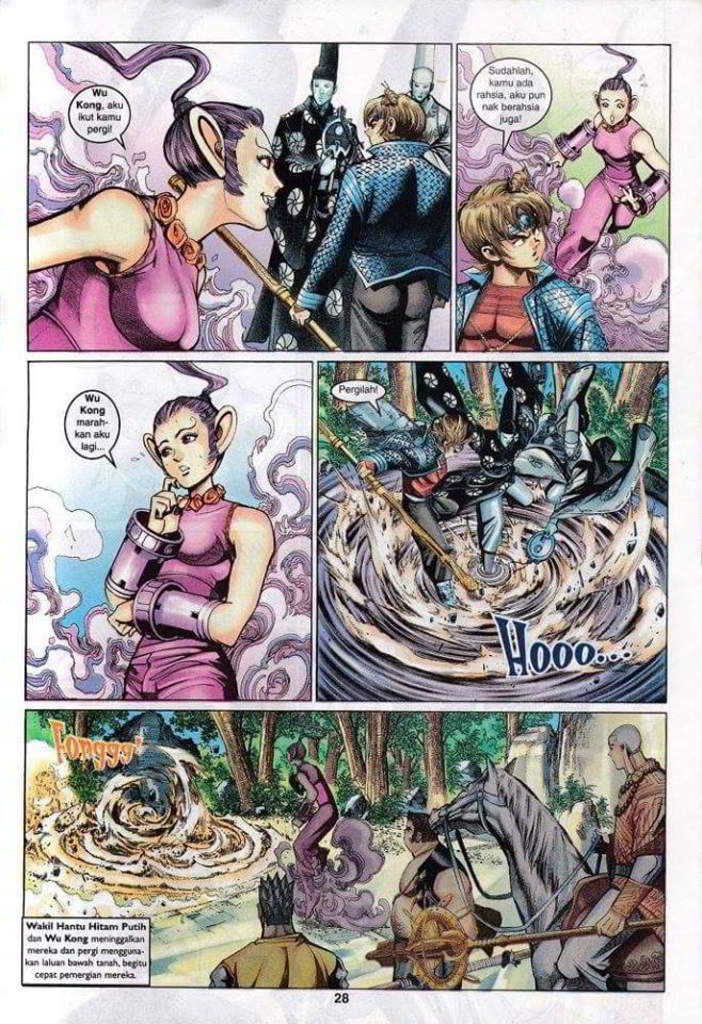 Wu
Kong, aku
ikut kamu
pergi!
Sudahlah,
kamu ada
rahsia, aku pun
nak berahsia
juga!
Wu
Kong
marah-
kan aku
lagi...
Pergilah!
Hooo...
Fonggg!
Wakil Hantu Hitam Putih
dan Wu Kong meninggalkan
mereka dan pergi mengguna-
kan laluan bawah tanah, begitu
cepat pemergian mereka.
28